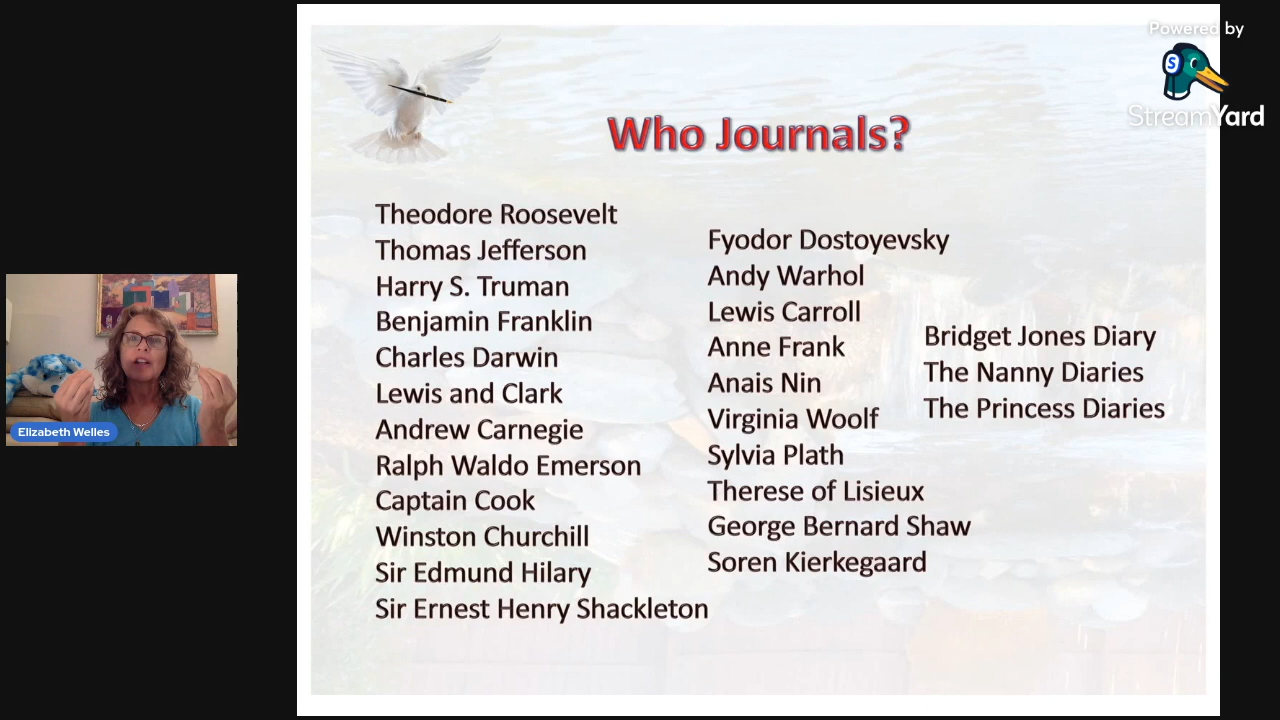 Powered by
StreamYard
Who Journals?
Theodore Roosevelt
Thomas Jefferson
Harry S. Truman
Benjamin Franklin
Charles Darwin
Lewis and Clark
Andrew Carnegie
Ralph Waldo Emerson
Captain Cook
Winston Churchill
Sir Edmund Hilary
Sir Ernest Henry Shackleton
Fyodor Dostoyevsky
Andy Warhol
Lewis Carroll
Anne Frank
Anais Nin
Virginia Woolf
Sylvia Plath
Therese of Lisieux
George Bernard Shaw
Soren Kierkegaard
Bridget Jones Diary
The Nanny Diaries
The Princess Diaries
Elizabeth Welles